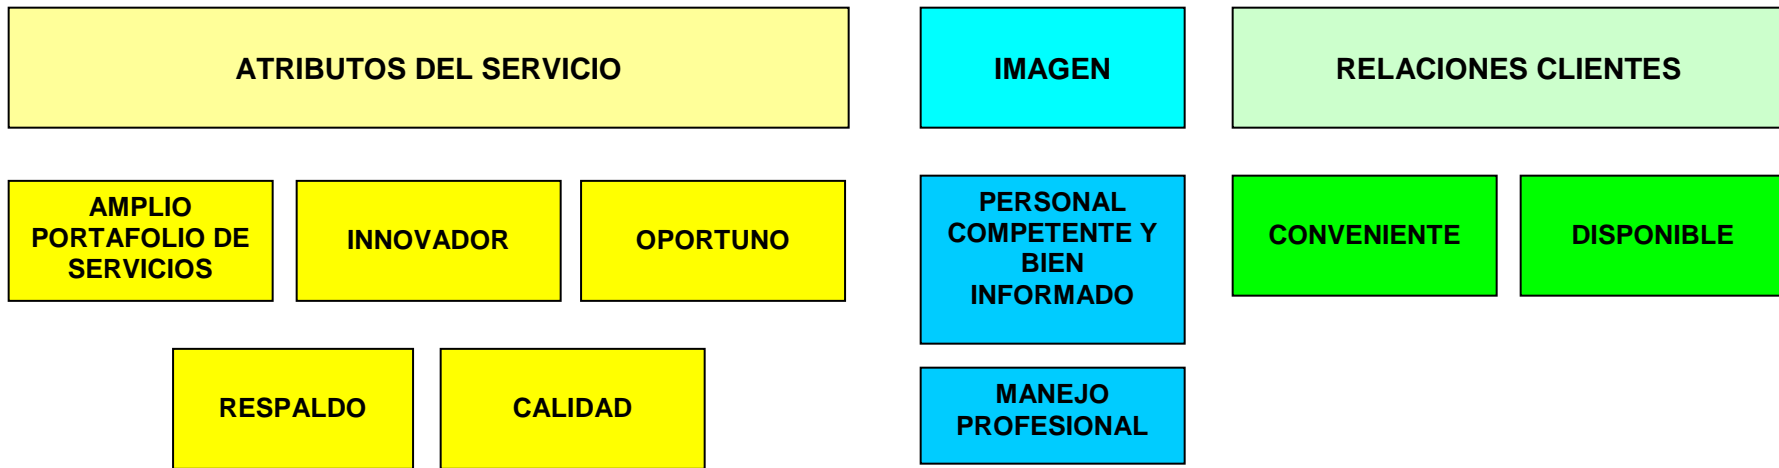 ATRIBUTOS DEL SERVICIO
IMAGEN
RELACIONES CLIENTES
AMPLIO
PORTAFOLIO DE
SERVICIOS
INNOVADOR
OPORTUNO
PERSONAL
COMPETENTE Y
BIEN
INFORMADO
CONVENIENTE
DISPONIBLE
RESPALDO
CALIDAD
MANEJO
PROFESIONAL